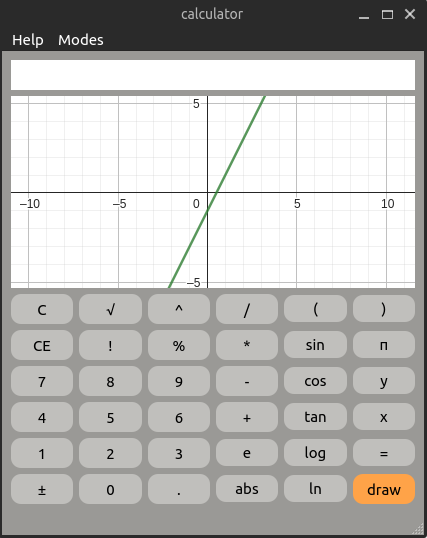 calculator
Help Modes
5
−10 −5 0 5 10
−5
C √ ^ / ( )
CE ! % * sin п
7 8 9 - cos y
4 5 6 + tan x
1 2 3 e log =
± 0 . abs ln draw